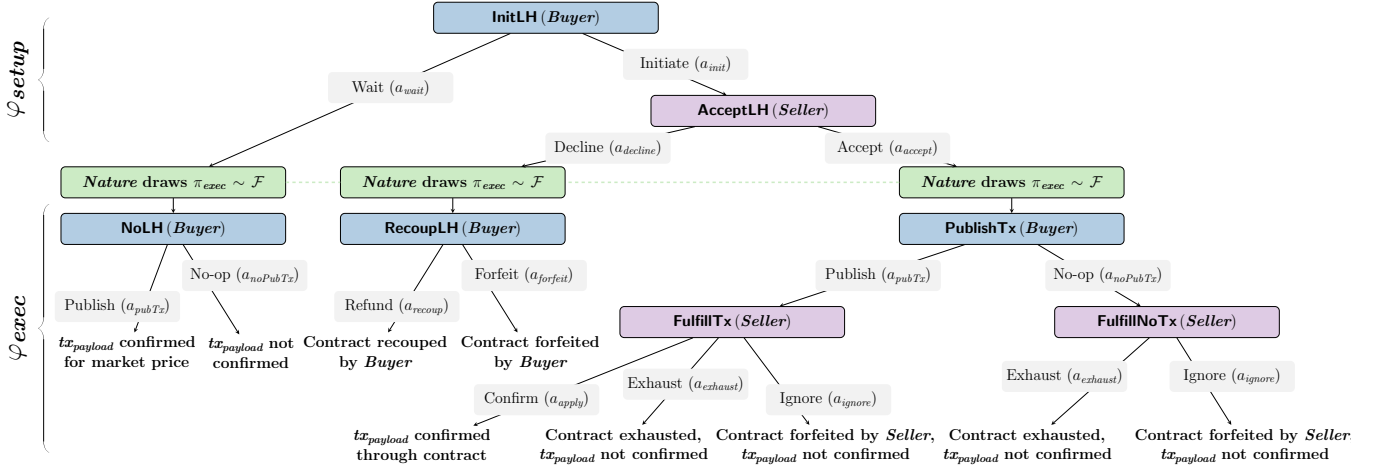 InitLH (Buyer)
φsetup
Initiate (a_init)
Wait (a_wait)
AcceptLH (Seller)
Decline (a_decline)
Accept (a_accept)
Nature draws π_exec ∼ F
Nature draws π_exec ∼ F
Nature draws π_exec ∼ F
NoLH (Buyer)
RecoupLH (Buyer)
PublishTx (Buyer)
φexec
No-op (a_noPubTx)
Forfeit (a_forfeit)
Publish (a_pubTx)
No-op (a_noPubTx)
Publish (a_pubTx)
Refund (a_recoup)
FulfillTx (Seller)
FulfillNoTx (Seller)
tx_payload confirmed
for market price
tx_payload not
confirmed
Contract recouped
by Buyer
Contract forfeited
by Buyer
Confirm (a_apply)
Exhaust (a_exhaust)
Ignore (a_ignore)
Exhaust (a_exhaust)
Ignore (a_ignore)
tx_payload confirmed
through contract
Contract exhausted,
tx_payload not confirmed
Contract forfeited by Seller,
tx_payload not confirmed
Contract exhausted,
tx_payload not confirmed
Contract forfeited by Seller
tx_payload not confirmed